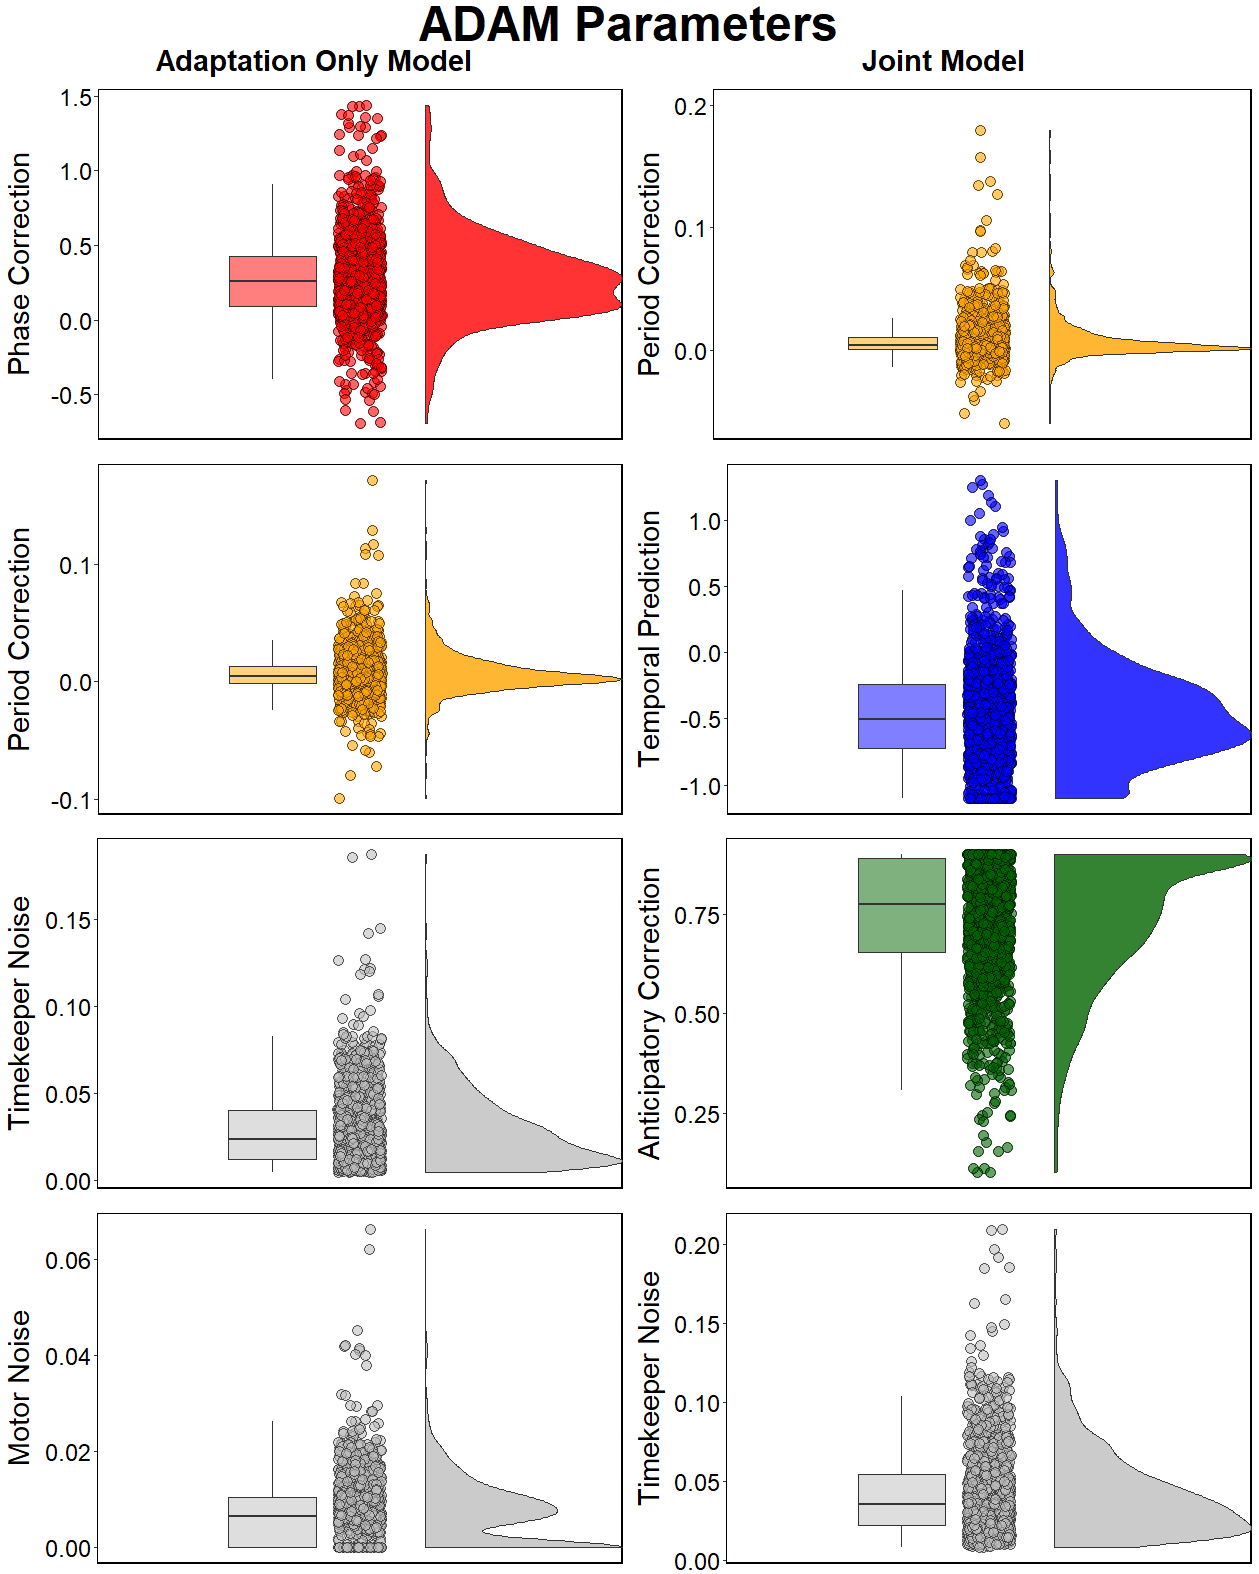 ADAM Parameters
Adaptation Only Model
Joint Model
Phase Correction
1.5
1.0
0.5
0.0
-0.5
Period Correction
0.2
0.1
0.0
Period Correction
0.1
0.0
-0.1
Temporal Prediction
1.0
0.5
0.0
-0.5
-1.0
Timekeeper Noise
0.15
0.10
0.05
0.00
Anticipatory Correction
0.75
0.50
0.25
Motor Noise
0.06
0.04
0.02
0.00
Timekeeper Noise
0.20
0.15
0.10
0.05
0.00